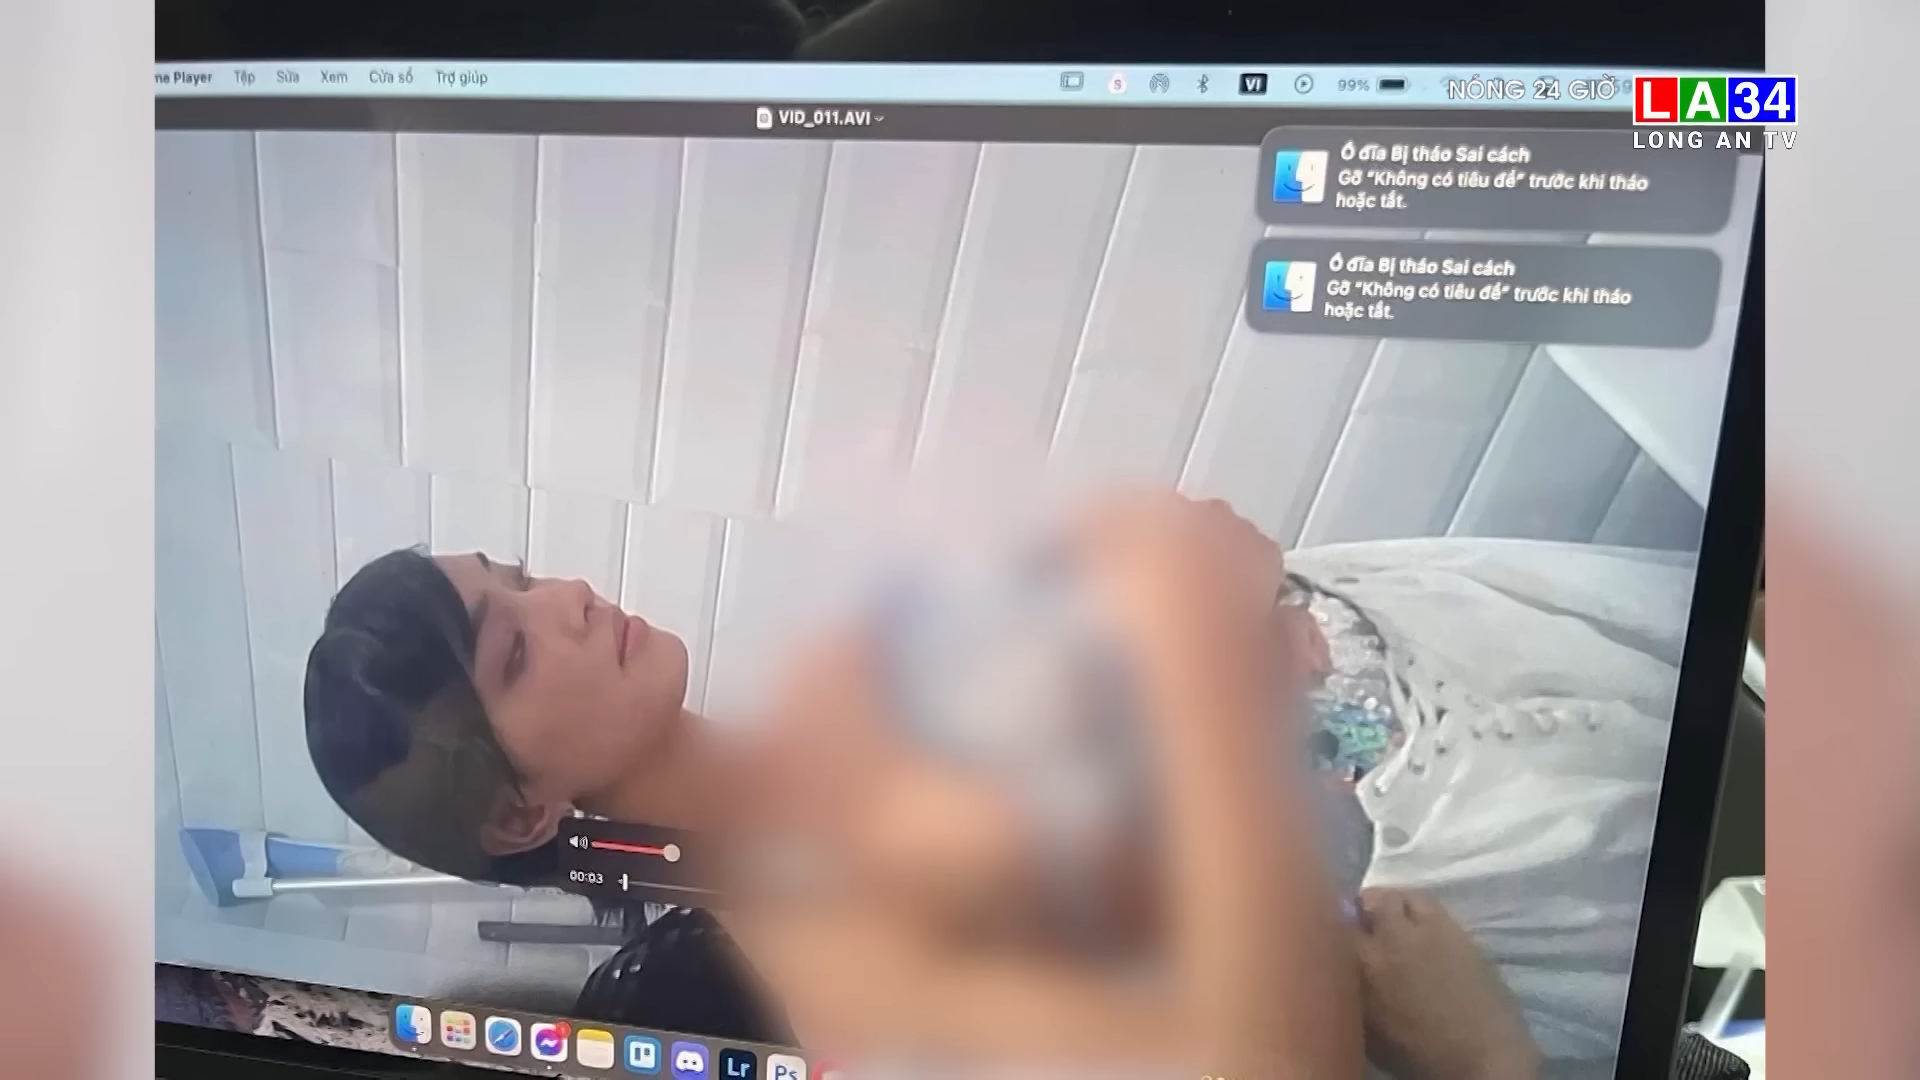 me Player Tệp Sửa Xem Cửa sổ Trợ giúp
S
VI
99%
NÓNG 24 GIỜ
LA34
LONG AN TV
VID_011.AVI
Ổ đĩa Bị tháo Sai cách
Gỡ "Không có tiêu đề" trước khi tháo
hoặc tắt.
Ổ đĩa Bị tháo Sai cách
Gỡ "Không có tiêu đề" trước khi tháo
hoặc tắt.
00:03
Lr
Ps